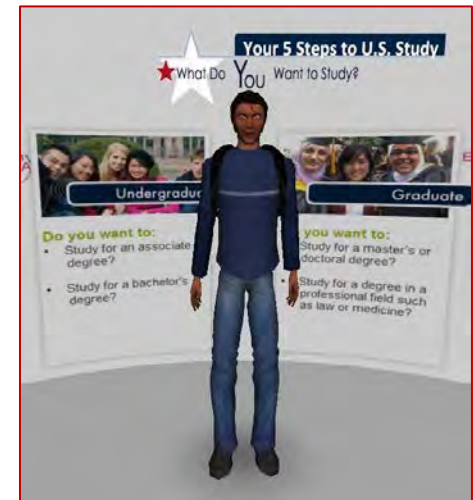 Your 5 Steps to U.S. Study
What Do You Want to Study?
Undergradu
Graduate
Do you want to:
• Study for an associate
degree?
• Study for a bachelor's
degree?
you want to:
Study for a master's or
doctoral degree?
• Study for a degree in a
professional field such
as law or medicine?